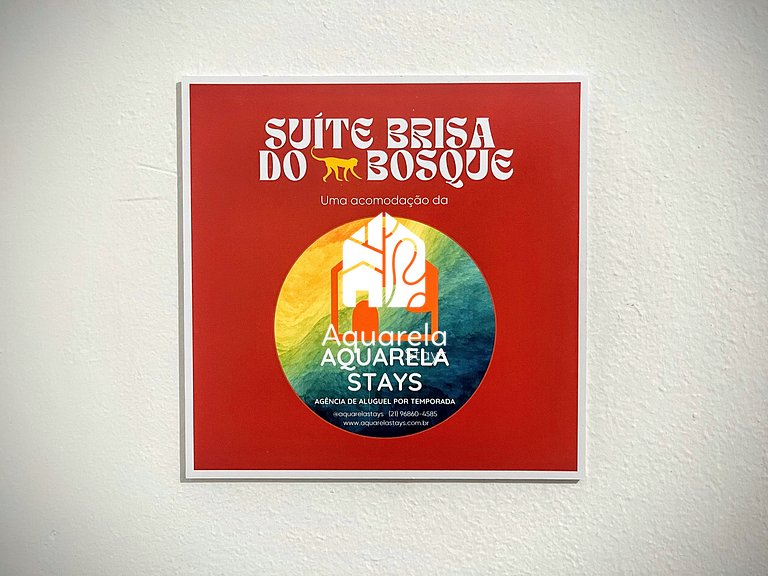 SUÍTE BRISA
DO BOSQUE
Uma acomodação da
Aquarela
stays
AQUARELA
STAYS
AGÊNCIA DE ALUGUEL POR TEMPORADA
@aquarelastays (21) 96860-4585
www.aquarelastays.com.br